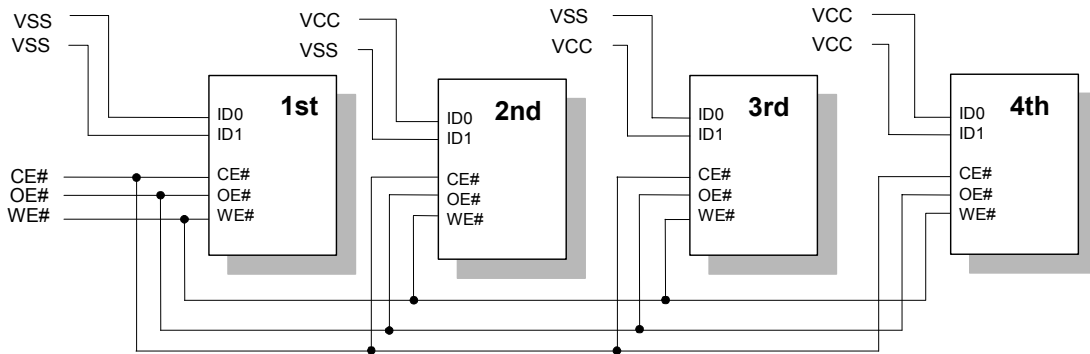 VSS
VSS
1st
ID0
ID1
CE#
OE#
WE#
CE#
OE#
WE#
VCC
VSS
2nd
ID0
ID1
CE#
OE#
WE#
VSS
VCC
3rd
ID0
ID1
CE#
OE#
WE#
VCC
VCC
4th
ID0
ID1
CE#
OE#
WE#